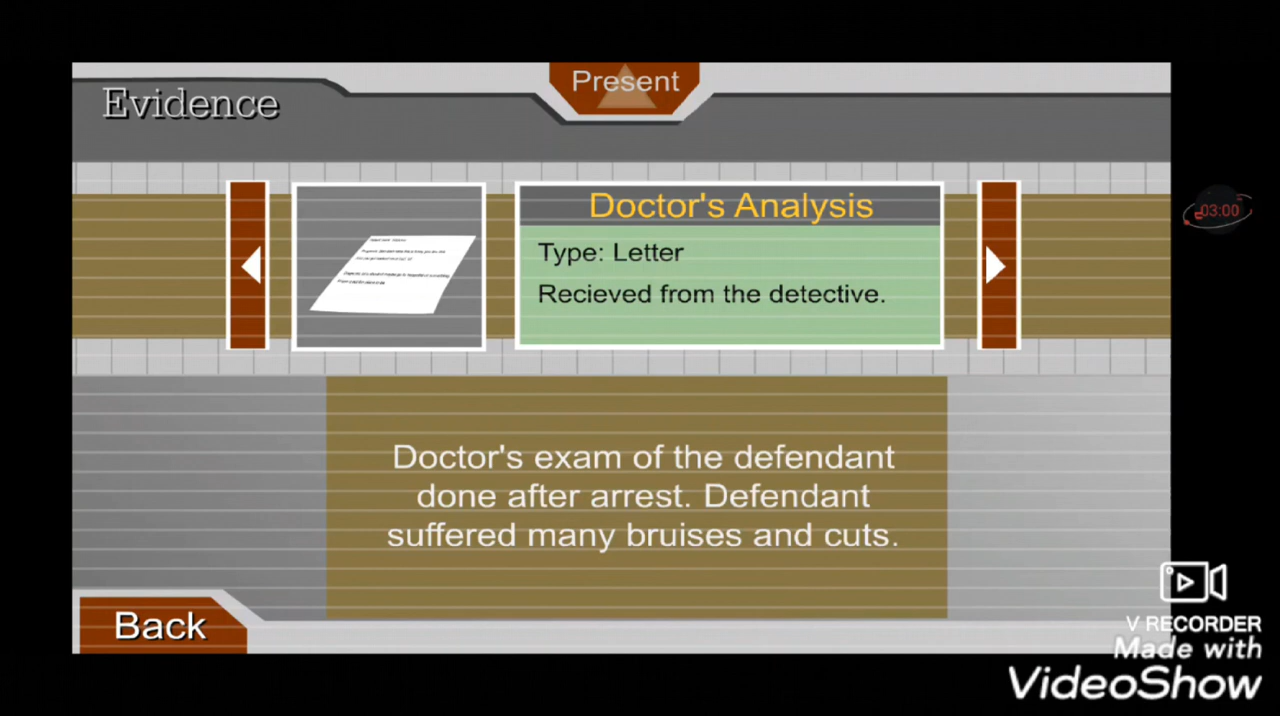 Present
Evidence
Doctor's Analysis
Type: Letter
Recieved from the detective.
03:00
Doctor's exam of the defendant
done after arrest. Defendant
suffered many bruises and cuts.
Back
V RECORDER
Made with
VideoShow